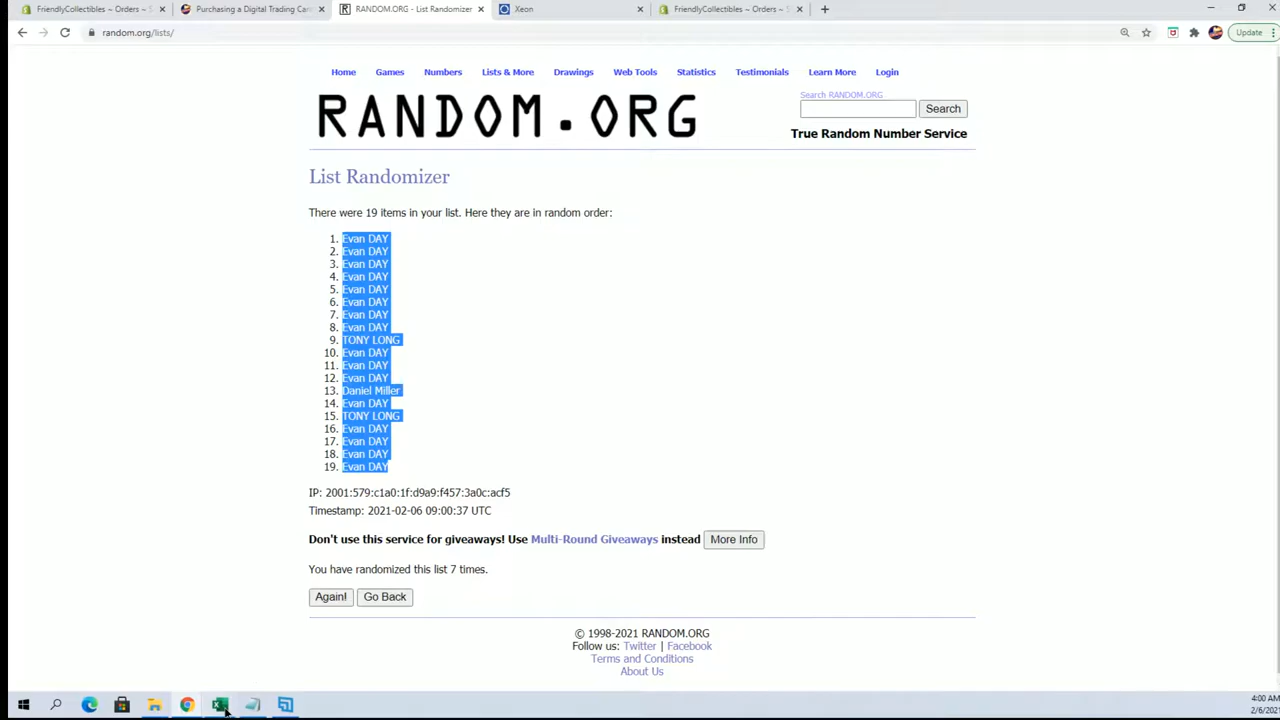 FriendlyCollectibles ~ Orders ~ S
Purchasing a Digital Trading Car
RANDOM.ORG - List Randomizer
Xeon
FriendlyCollectibles ~ Orders ~ S
random.org/lists/
Update
Home Games Numbers Lists & More Drawings Web Tools Statistics Testimonials Learn More Login
RANDOM.ORG
Search RANDOM.ORG
Search
True Random Number Service
List Randomizer
There were 19 items in your list. Here they are in random order:
1. Evan DAY
2. Evan DAY
3. Evan DAY
4. Evan DAY
5. Evan DAY
6. Evan DAY
7. Evan DAY
8. Evan DAY
9. TONY LONG
10. Evan DAY
11. Evan DAY
12. Evan DAY
13. Daniel Miller
14. Evan DAY
15. TONY LONG
16. Evan DAY
17. Evan DAY
18. Evan DAY
19. Evan DAY
IP: 2001:579:c1a0:1f:d9a9:f457:3a0c:acf5
Timestamp: 2021-02-06 09:00:37 UTC
Don't use this service for giveaways! Use Multi-Round Giveaways instead More Info
You have randomized this list 7 times.
Again! Go Back
© 1998-2021 RANDOM.ORG
Follow us: Twitter | Facebook
Terms and Conditions
About Us
4:00 AM
2/6/202